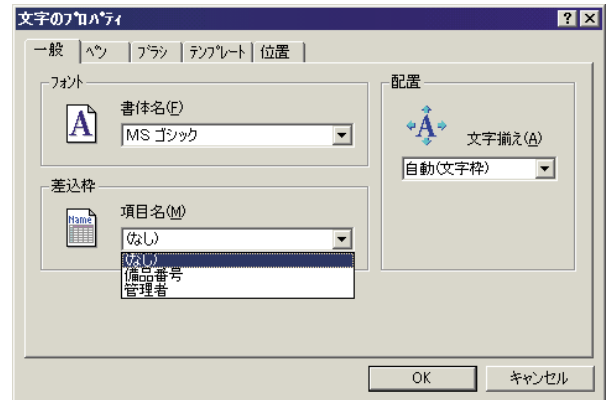 文字のﾌﾟﾛﾊﾟﾃｨ
一般 ﾍﾟﾝ ﾌﾞﾗｼ ﾃﾝﾌﾟﾚｰﾄ 位置
ﾌｫﾝﾄ
A
書体名(F)
MS ゴシック
差込枠
Name
項目名(M)
(なし)
(なし)
備品番号
管理者
配置
A
文字揃え(A)
自動(文字枠)
OK
キャンセル